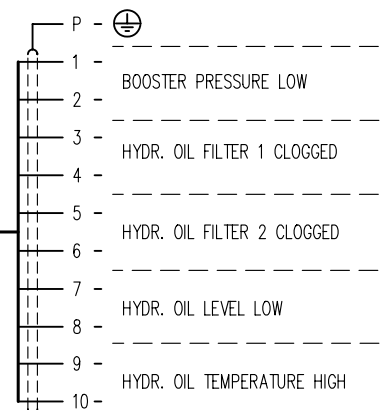 P -
1 -
BOOSTER PRESSURE LOW
2 -
3 -
HYDR. OIL FILTER 1 CLOGGED
4 -
5 -
HYDR. OIL FILTER 2 CLOGGED
6 -
7 -
HYDR. OIL LEVEL LOW
8 -
9 -
HYDR. OIL TEMPERATURE HIGH
10 -